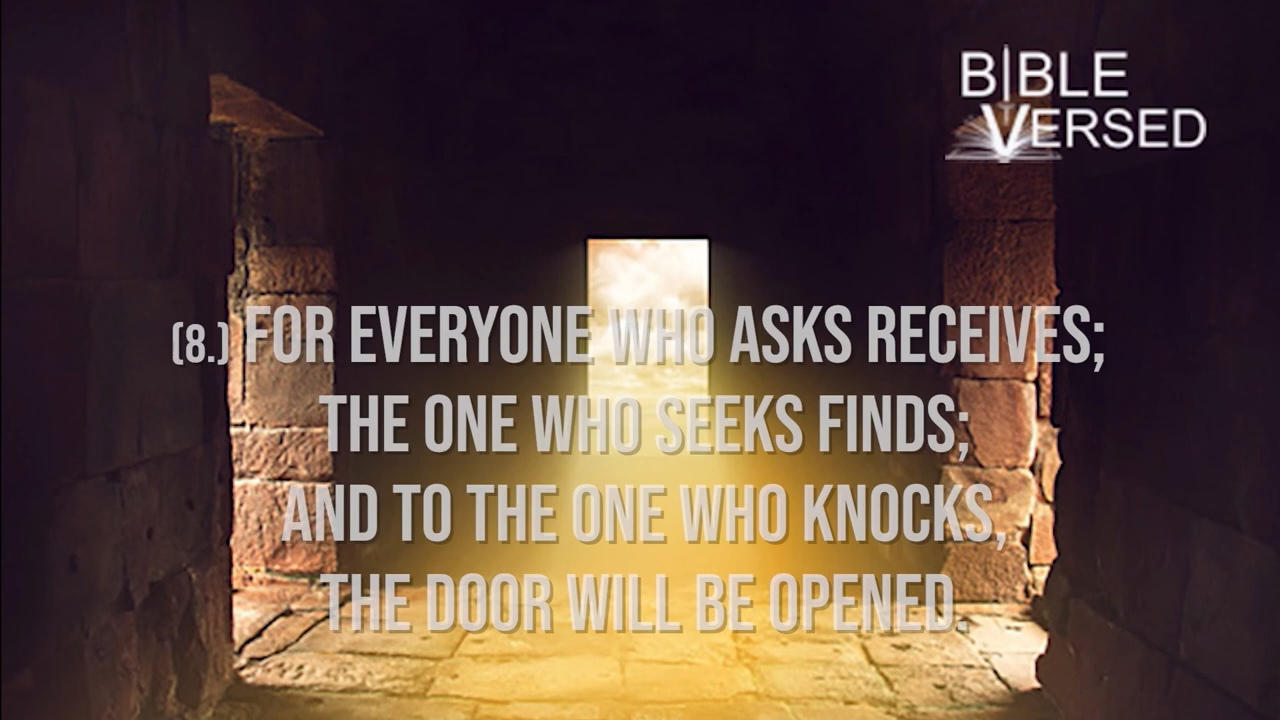 BIBLE
VERSED
(8.) FOR EVERYONE WHO ASKS RECEIVES;
THE ONE WHO SEEKS FINDS;
AND TO THE ONE WHO KNOCKS,
THE DOOR WILL BE OPENED.